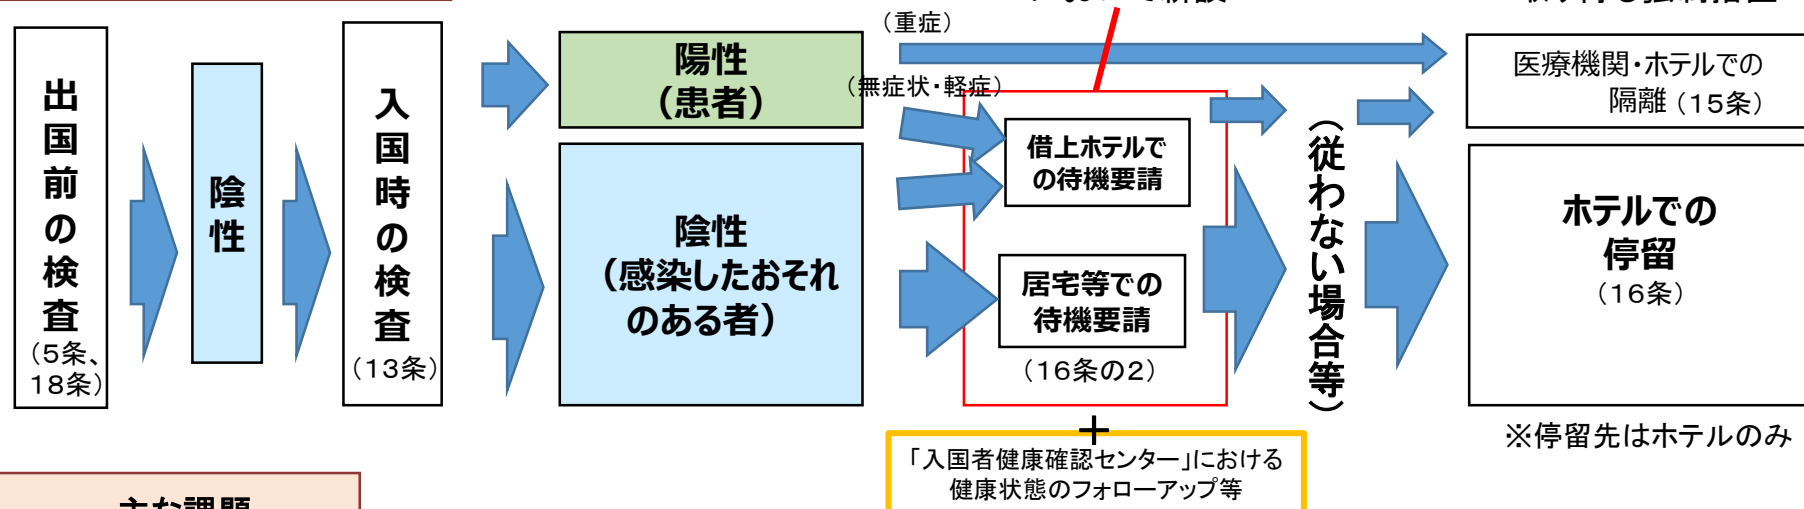 出国前の検査
（5条、
18条）
陰性
入国時の検査
（13条）
陽性
（患者）
陰性
（感染したおそれ
のある者）
（重症）
（無症状・軽症）
借上ホテルで
の待機要請
居宅等での
待機要請
（16条の2）
＋
「入国者健康確認センター」における
健康状態のフォローアップ等
（従わない場合等）
医療機関・ホテルでの
隔離（15条）
ホテルでの
停留
（16条）
※停留先はホテルのみ
主な課題